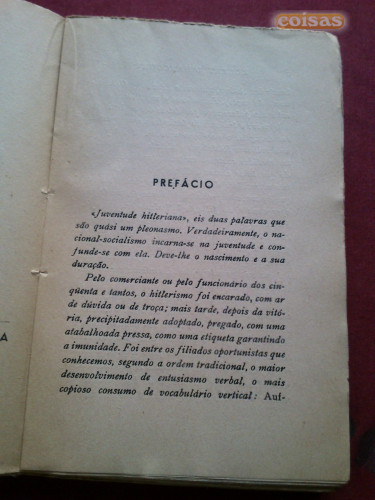 coisas
PREFÁCIO
«Juventude hitleriana», eis duas palavras que
são quási um pleonasmo. Verdadeiramente, o na-
cional-socialismo incarna-se na juventude e con-
funde-se com ela. Deve-lhe o nascimento e a sua
duração.
Pelo comerciante ou pelo funcionário dos cin-
qüenta e tantos, o hitlerismo foi encarado, com ar
de dúvida ou de troça; mais tarde, depois da vitó-
ria, precipitadamente adoptado, pregado, com uma
atabalhoada pressa, como uma etiqueta garantindo
a imunidade. Foi entre os filiados oportunistas que
conhecemos, segundo a ordem tradicional, o maior
desenvolvimento de entusiasmo verbal, o mais
copioso consumo de vocabulário vertical: Auf-
A